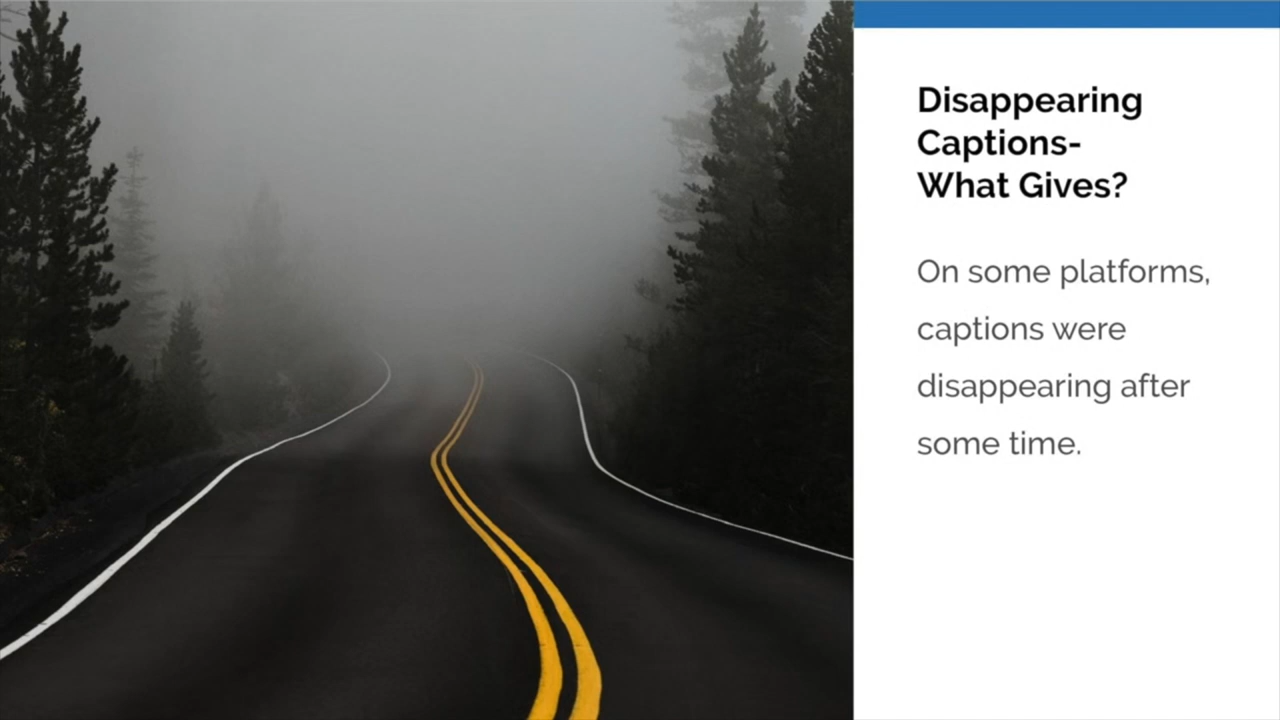 Disappearing
Captions-
What Gives?
On some platforms,
captions were
disappearing after
some time.